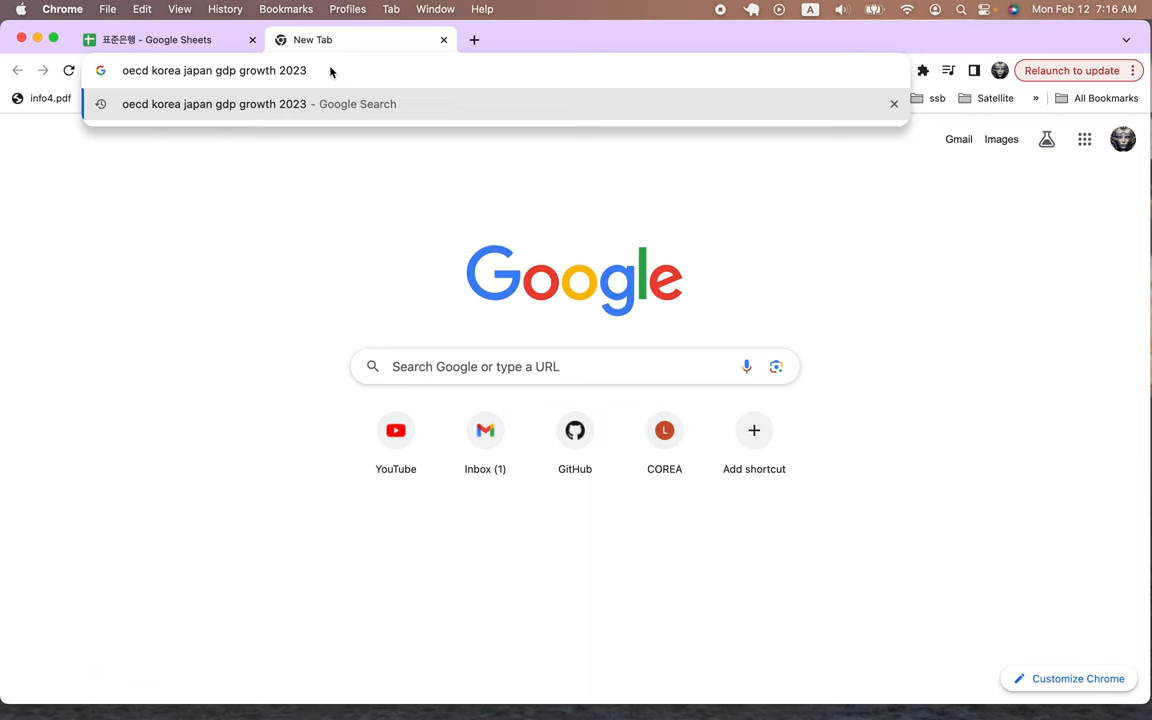 Chrome File Edit View History Bookmarks Profiles Tab Window Help A Mon Feb 12 7:16 AM
표준은행 - Google Sheets New Tab
oecd korea japan gdp growth 2023 Relaunch to update
info4.pdf oecd korea japan gdp growth 2023 - Google Search ssb Satellite » All Bookmarks
Gmail Images
Google
Search Google or type a URL
L
YouTube Inbox (1) GitHub COREA Add shortcut
Customize Chrome